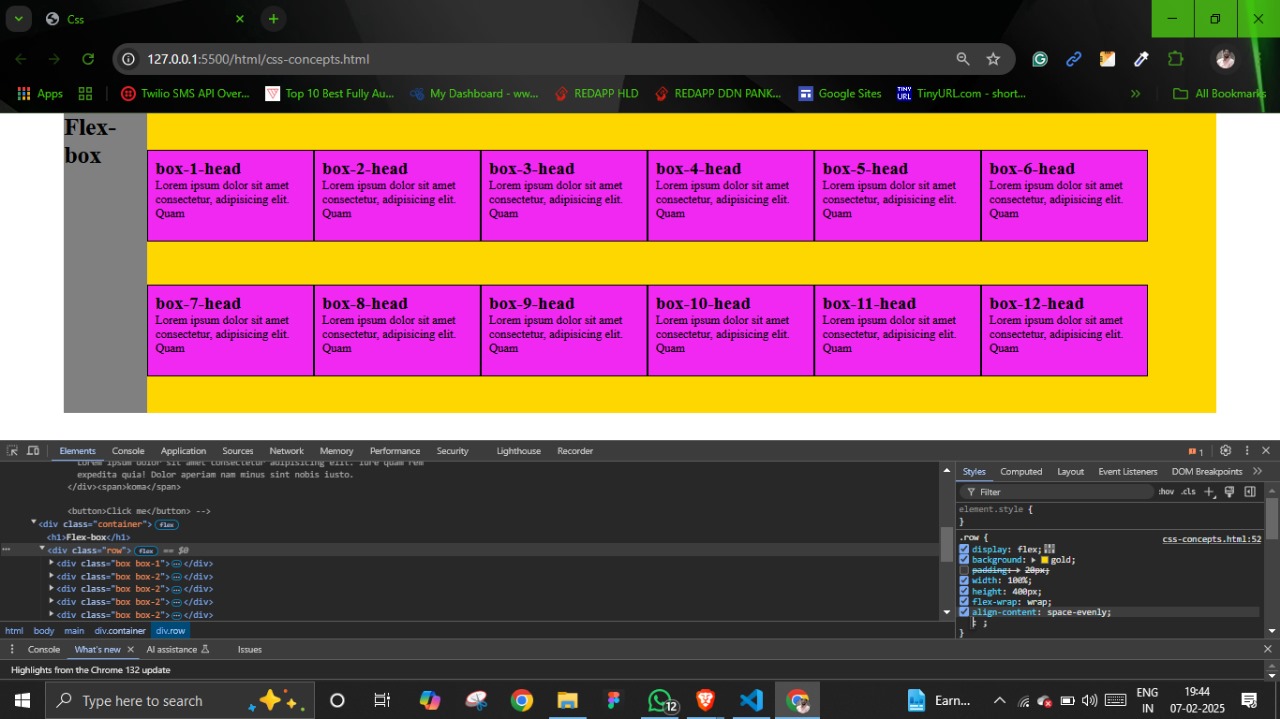 Css
127.0.0.1:5500/html/css-concepts.html
Apps
Twilio SMS API Over...
Top 10 Best Fully Au...
My Dashboard - ww...
REDAPP HLD
REDAPP DDN PANK...
Google Sites
TINY URL
TinyURL.com - short...
»
All Bookmarks
Flex-
box
box-1-head
Lorem ipsum dolor sit amet
consectetur, adipisicing elit.
Quam
box-2-head
Lorem ipsum dolor sit amet
consectetur, adipisicing elit.
Quam
box-3-head
Lorem ipsum dolor sit amet
consectetur, adipisicing elit.
Quam
box-4-head
Lorem ipsum dolor sit amet
consectetur, adipisicing elit.
Quam
box-5-head
Lorem ipsum dolor sit amet
consectetur, adipisicing elit.
Quam
box-6-head
Lorem ipsum dolor sit amet
consectetur, adipisicing elit.
Quam
box-7-head
Lorem ipsum dolor sit amet
consectetur, adipisicing elit.
Quam
box-8-head
Lorem ipsum dolor sit amet
consectetur, adipisicing elit.
Quam
box-9-head
Lorem ipsum dolor sit amet
consectetur, adipisicing elit.
Quam
box-10-head
Lorem ipsum dolor sit amet
consectetur, adipisicing elit.
Quam
box-11-head
Lorem ipsum dolor sit amet
consectetur, adipisicing elit.
Quam
box-12-head
Lorem ipsum dolor sit amet
consectetur, adipisicing elit.
Quam
Elements Console Application Sources Network Memory Performance Security Lighthouse Recorder 1
Lorem ipsum dolor sit amet consectetur adipisicing elit. Iure quam rem
expedita quia! Dolor aperiam nam minus sint nobis iusto.
</div><span>koma</span>
<button>Click me</button> -->
<div class="container"> flex
<h1>Flex-box</h1>
<div class="row"> flex == $0
<div class="box box-1"> ⋯ </div>
<div class="box box-2"> ⋯ </div>
<div class="box box-2"> ⋯ </div>
<div class="box box-2"> ⋯ </div>
<div class="box box-2"> ⋯ </div>
html body main div.container div.row
Styles Computed Layout Event Listeners DOM Breakpoints »
Filter :hov .cls +
element.style {
}
.row { css-concepts.html:52
display: flex;
background: gold;
padding: 20px;
width: 100%;
height: 400px;
flex-wrap: wrap;
align-content: space-evenly;
: ;
}
Console What's new AI assistance Issues
Highlights from the Chrome 132 update
Type here to search
12
Earn...
ENG
IN
19:44
07-02-2025